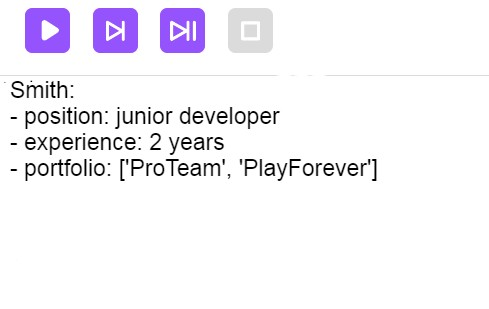 Smith:
- position: junior developer
- experience: 2 years
- portfolio: ['ProTeam', 'PlayForever']